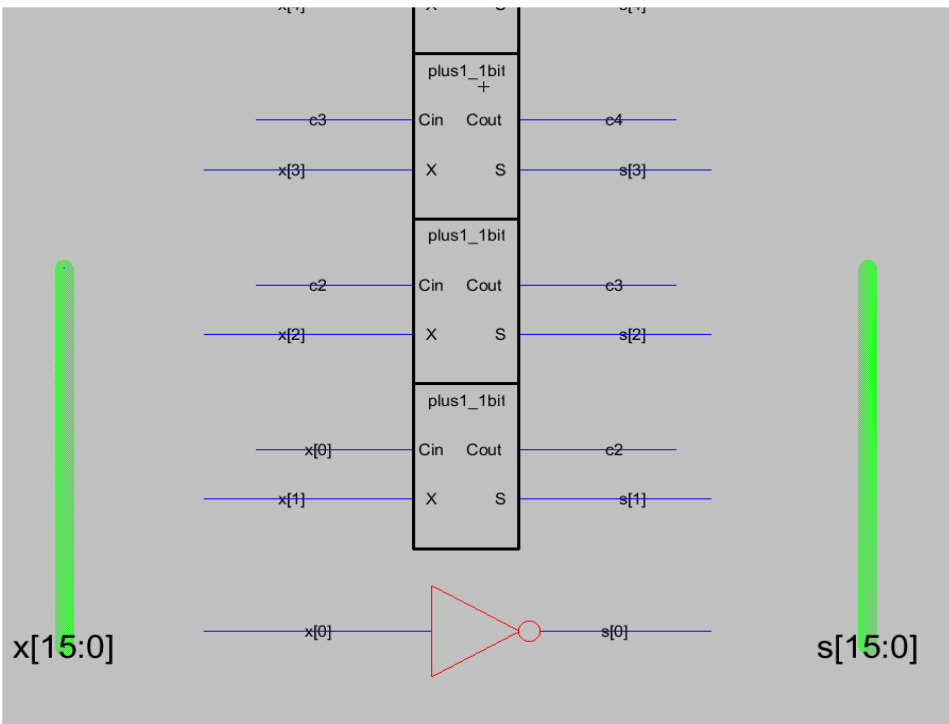 plus1_1bit
c3 Cin Cout c4
x[3] X S s[3]
plus1_1bit
c2 Cin Cout c3
x[2] X S s[2]
plus1_1bit
x[0] Cin Cout c2
x[1] X S s[1]
x[0] s[0]
x[15:0] s[15:0]